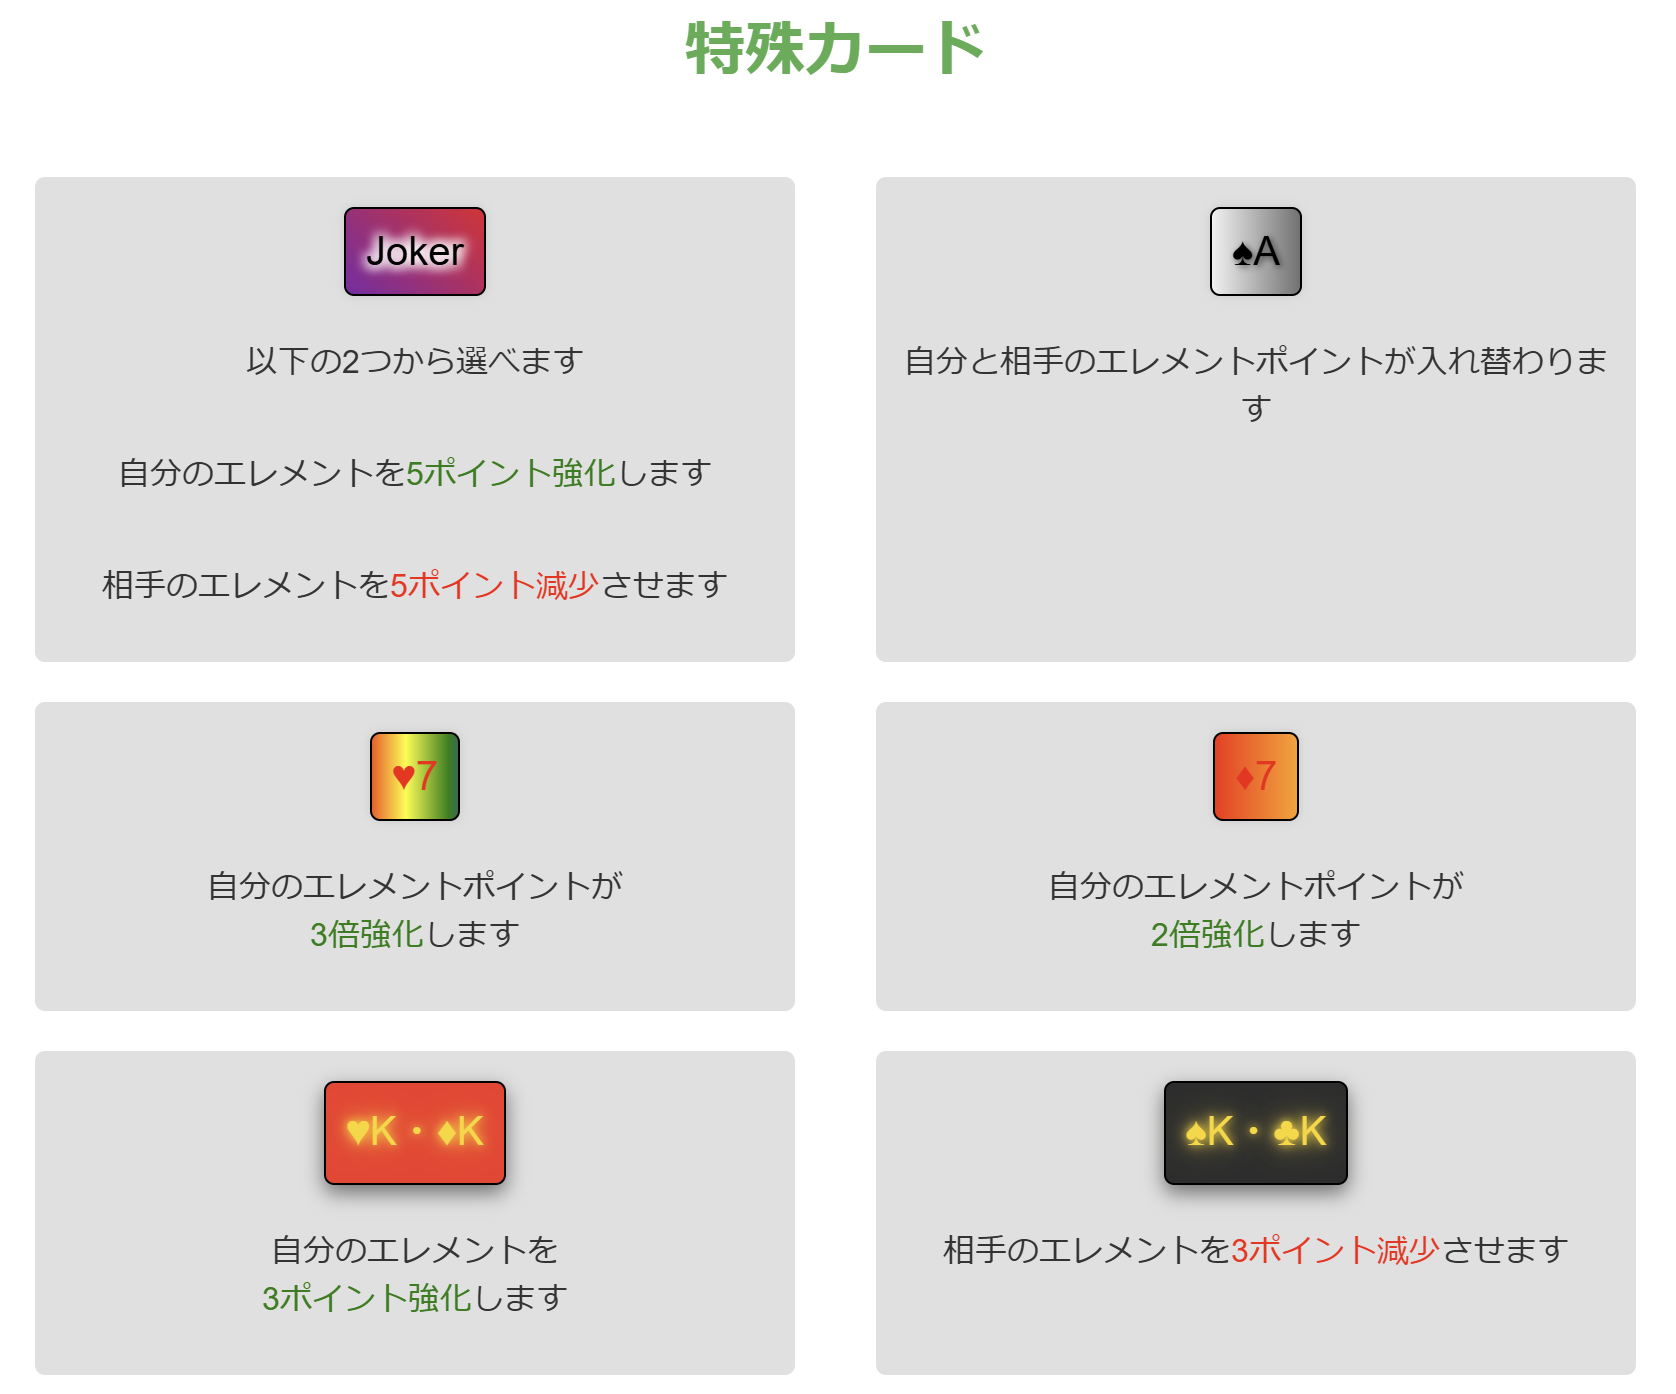 特殊カード
Joker
以下の2つから選べます
自分のエレメントを5ポイント強化します
相手のエレメントを5ポイント減少させます
♠A
自分と相手のエレメントポイントが入れ替わりま
す
♥7
自分のエレメントポイントが
3倍強化します
♦7
自分のエレメントポイントが
2倍強化します
♥K・♦K
自分のエレメントを
3ポイント強化します
♠K・♣K
相手のエレメントを3ポイント減少させます